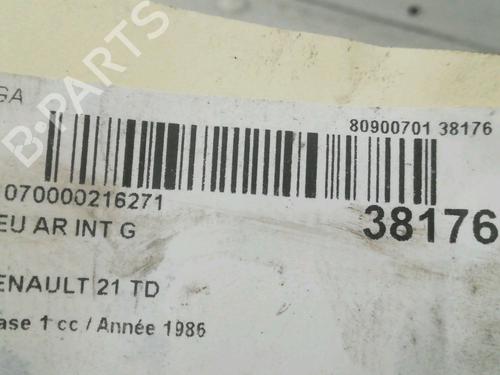 GA
80900701 38176
070000216271
38176
EU AR INT G
ENAULT 21 TD
ase 1 cc / Année 1986
B-PARTS